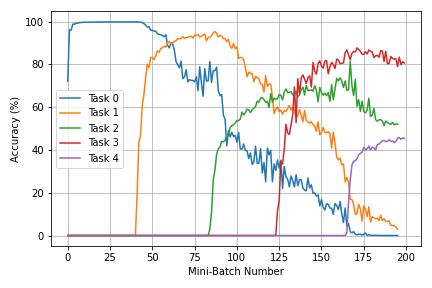 100
80
60
40
20
0
Accuracy (%)
Task 0
Task 1
Task 2
Task 3
Task 4
0 25 50 75 100 125 150 175 200
Mini-Batch Number